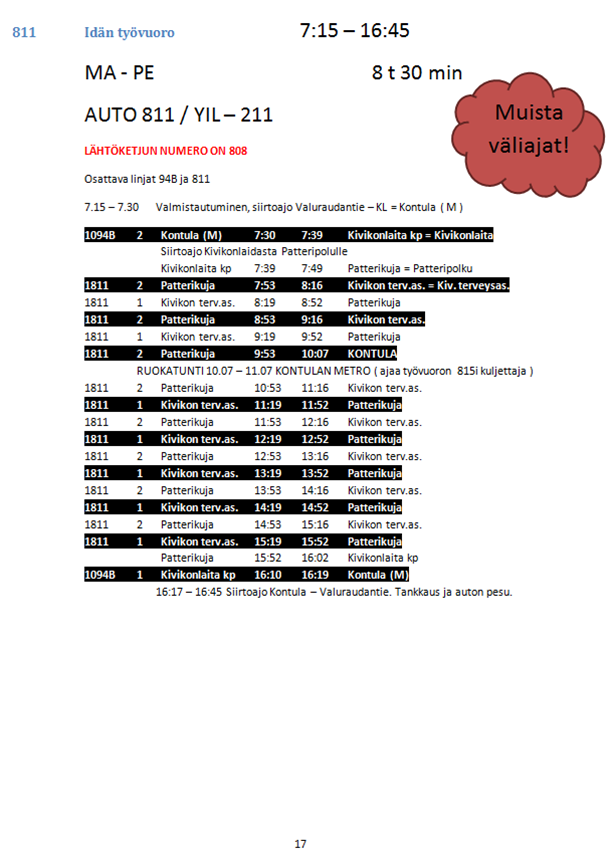 811 Idän työvuoro 7:15 – 16:45
MA - PE 8 t 30 min
Muista
väliajat!
AUTO 811 / YIL – 211
LÄHTÖKETJUN NUMERO ON 808
Osattava linjat 94B ja 811
7.15 – 7.30 Valmistautuminen, siirtoajo Valuraudantie – KL = Kontula ( M )
1094B 2 Kontula (M) 7:30 7:39 Kivikonlaita kp = Kivikonlaita
Siirtoajo Kivikonlaidasta Patteripolulle
Kivikonlaita kp 7:39 7:49 Patterikuja = Patteripolku
1811 2 Patterikuja 7:53 8:16 Kivikon terv.as. = Kiv. terveysas.
1811 1 Kivikon terv.as. 8:19 8:52 Patterikuja
1811 2 Patterikuja 8:53 9:16 Kivikon terv.as.
1811 1 Kivikon terv.as. 9:19 9:52 Patterikuja
1811 2 Patterikuja 9:53 10:07 KONTULA
RUOKATUNTI 10.07 – 11.07 KONTULAN METRO ( ajaa työvuoron 815i kuljettaja )
1811 2 Patterikuja 10:53 11:16 Kivikon terv.as.
1811 1 Kivikon terv.as. 11:19 11:52 Patterikuja
1811 2 Patterikuja 11:53 12:16 Kivikon terv.as.
1811 1 Kivikon terv.as. 12:19 12:52 Patterikuja
1811 2 Patterikuja 12:53 13:16 Kivikon terv.as.
1811 1 Kivikon terv.as. 13:19 13:52 Patterikuja
1811 2 Patterikuja 13:53 14:16 Kivikon terv.as.
1811 1 Kivikon terv.as. 14:19 14:52 Patterikuja
1811 2 Patterikuja 14:53 15:16 Kivikon terv.as.
1811 1 Kivikon terv.as. 15:19 15:52 Patterikuja
Patterikuja 15:52 16:02 Kivikonlaita kp
1094B 1 Kivikonlaita kp 16:10 16:19 Kontula (M)
16:17 – 16:45 Siirtoajo Kontula – Valuraudantie. Tankkaus ja auton pesu.
17